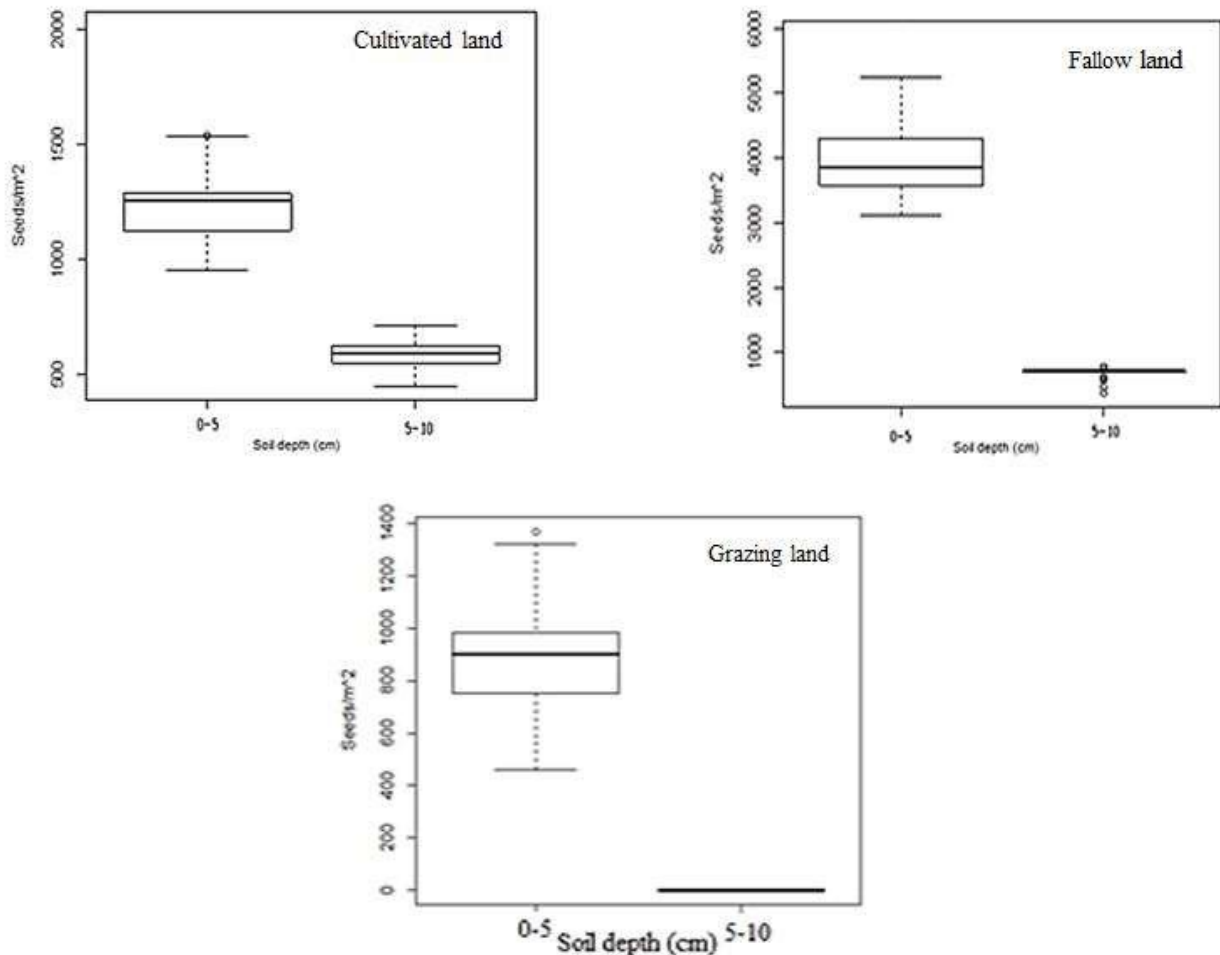 Cultivated land
Seeds/m^2
2000
1500
1000
500
0-5
5-10
Soil depth (cm)
Fallow land
Seeds/m^2
6000
5000
4000
3000
2000
1000
0-5
5-10
Soil depth (cm)
Grazing land
Seeds/m^2
1400
1200
1000
800
600
400
200
0
0-5
5-10
Soil depth (cm)